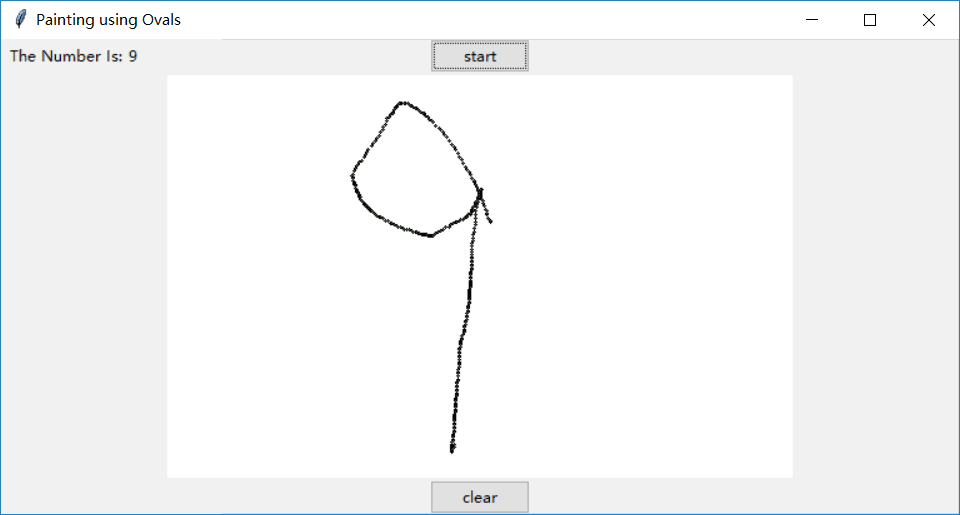 Painting using Ovals
The Number Is: 9
start
9
clear